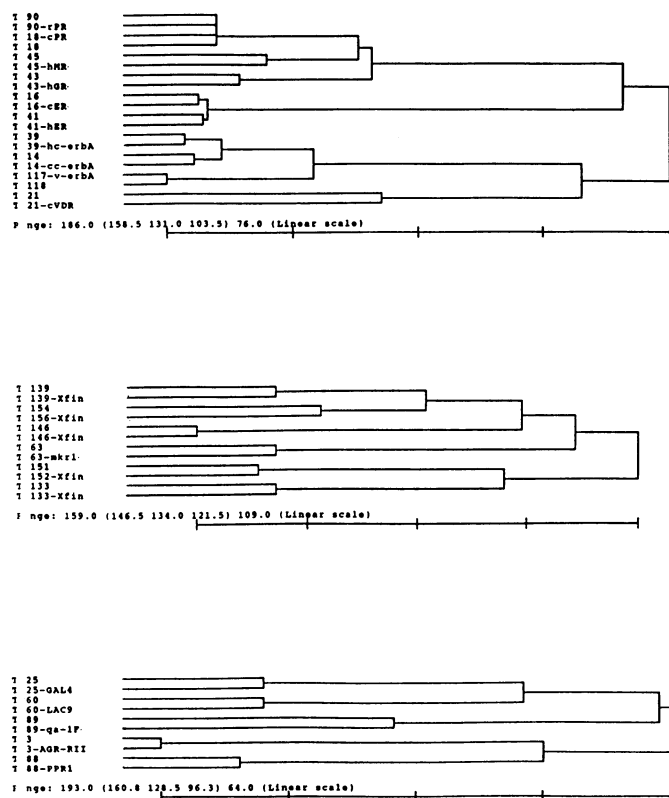 T 90
T 90-rPR
T 18-cPR
T 18
T 45
T 45-hMR
T 43
T 43-hGR
T 16
T 16-cER
T 41
T 41-hER
T 39
T 39-hc-erbA
T 14
T 14-cc-erbA
T 117-v-erbA
T 118
T 21
T 21-cVDR
nge: 186.0 (158.5 131.0 103.5) 76.0 (Linear scale)
T 139
T 139-Xfin
T 154
T 156-Xfin
T 146
T 146-Xfin
T 63
T 63-mkr1
T 151
T 152-Xfin
T 133
T 133-Xfin
nge: 159.0 (146.5 134.0 121.5) 109.0 (Linear scale)
T 25
T 25-GAL4
T 60
T 60-LAC9
T 89
T 89-qa-1F
T 3
T 3-AGR-RII
T 88
T 88-PPR1
nge: 193.0 (160.8 128.5 96.3) 64.0 (Linear scale)